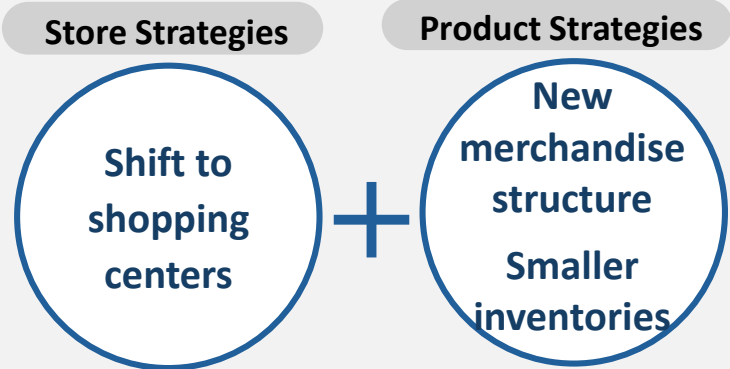 Store Strategies
Product Strategies
Shift to
shopping
centers
New
merchandise
structure
Smaller
inventories